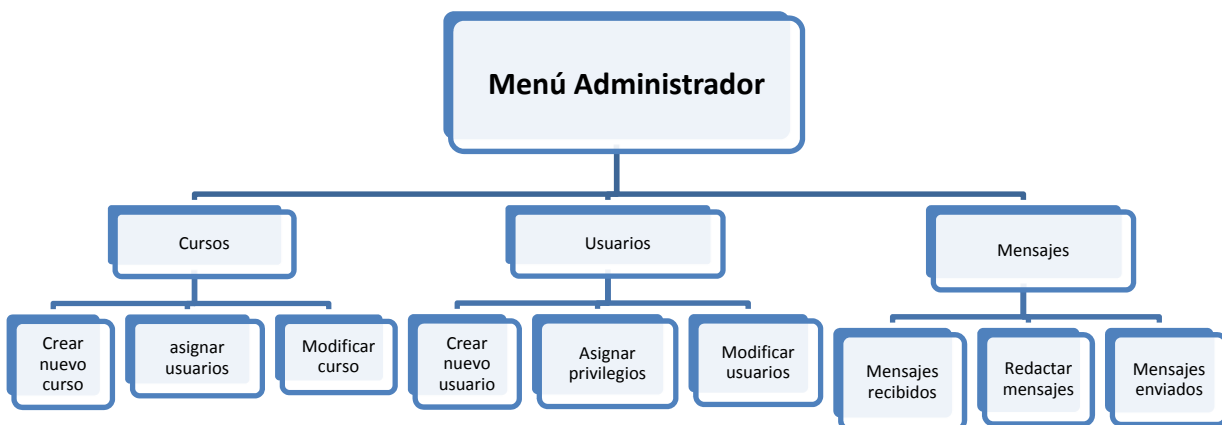 Menú Administrador
Cursos
Usuarios
Mensajes
Crear
nuevo
curso
asignar
usuarios
Modificar
curso
Crear
nuevo
usuario
Asignar
privilegios
Modificar
usuarios
Mensajes
recibidos
Redactar
mensajes
Mensajes
enviados